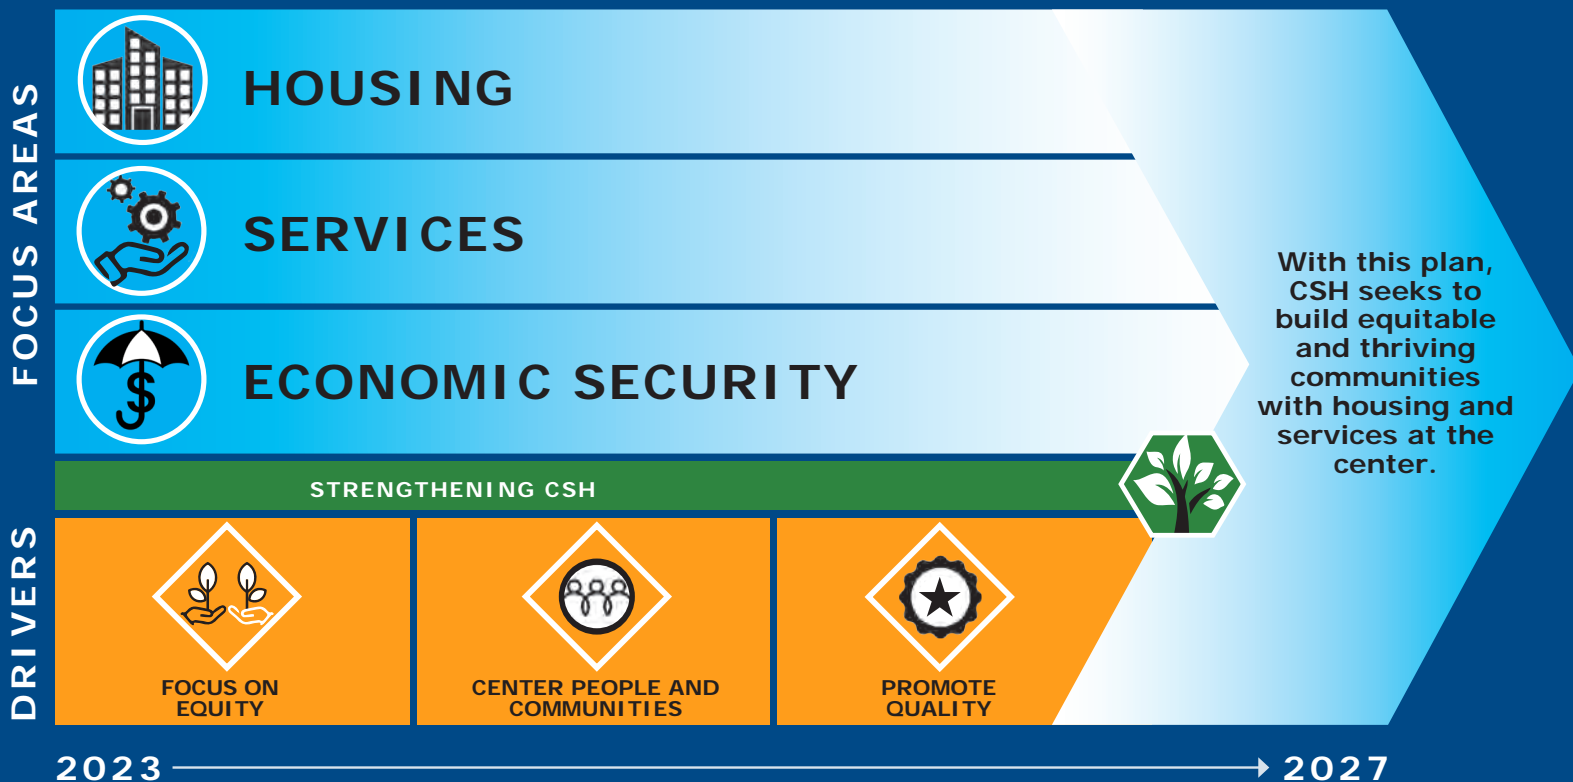 FOCUS AREAS
HOUSING
SERVICES
ECONOMIC SECURITY
STRENGTHENING CSH
DRIVERS
FOCUS ON
EQUITY
CENTER PEOPLE AND
COMMUNITIES
PROMOTE
QUALITY
With this plan,
CSH seeks to
build equitable
and thriving
communities
with housing and
services at the
center.
2023
2027